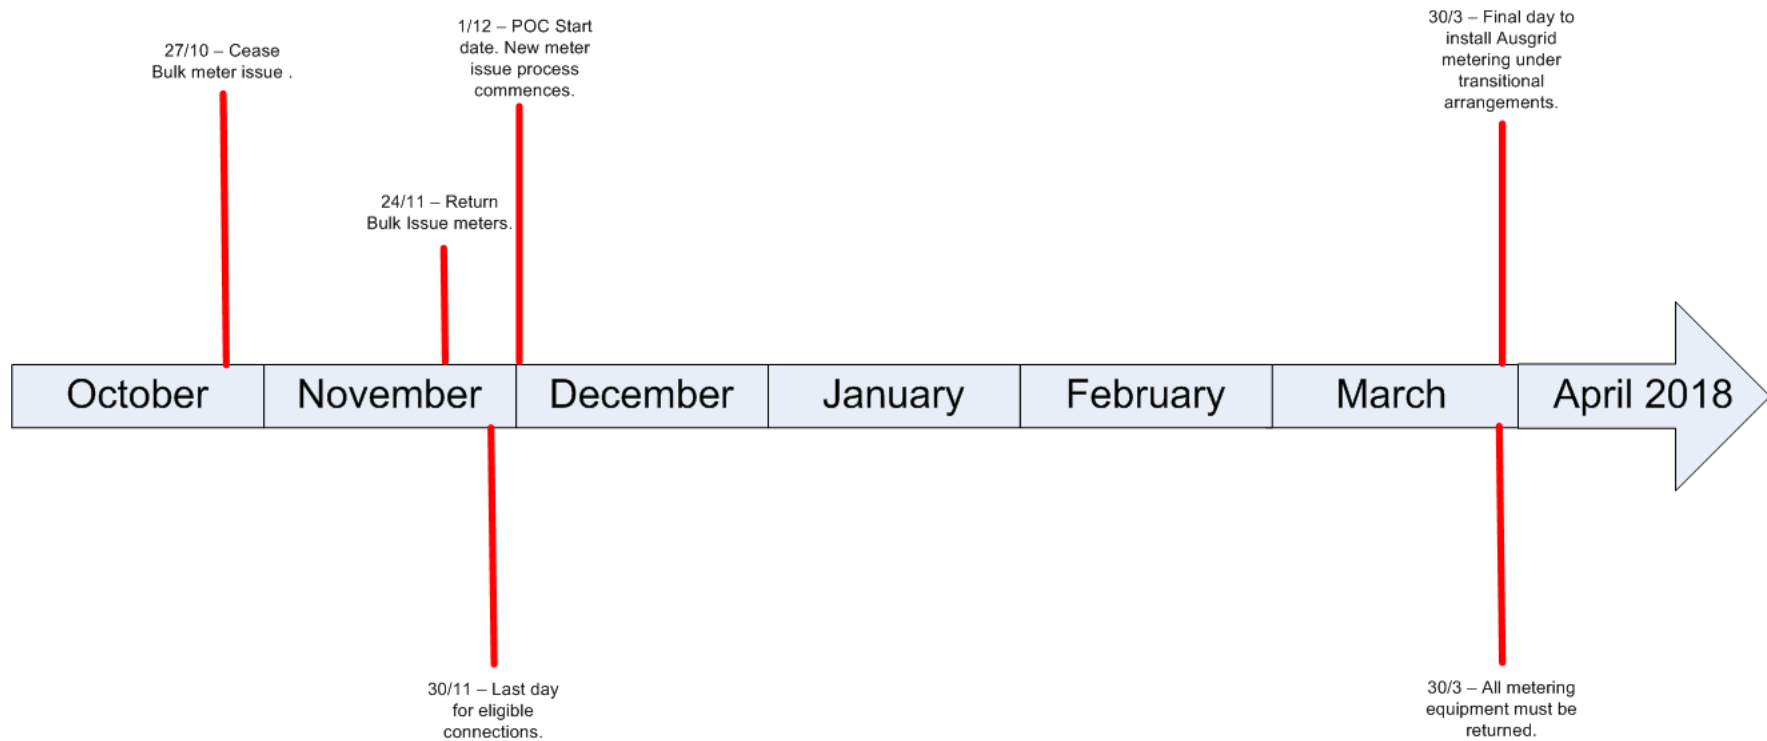 27/10 – Cease
Bulk meter issue .
1/12 – POC Start
date. New meter
issue process
commences.
30/3 – Final day to
install Ausgrid
metering under
transitional
arrangements.
24/11 – Return
Bulk Issue meters.
October
November
December
January
February
March
April 2018
30/11 – Last day
for eligible
connections.
30/3 – All metering
equipment must be
returned.